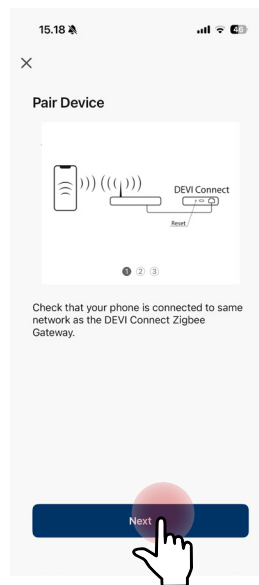 15.18
46
Pair Device
DEVI Connect
Reset
1 2 3
Check that your phone is connected to same
network as the DEVI Connect Zigbee
Gateway.
Next